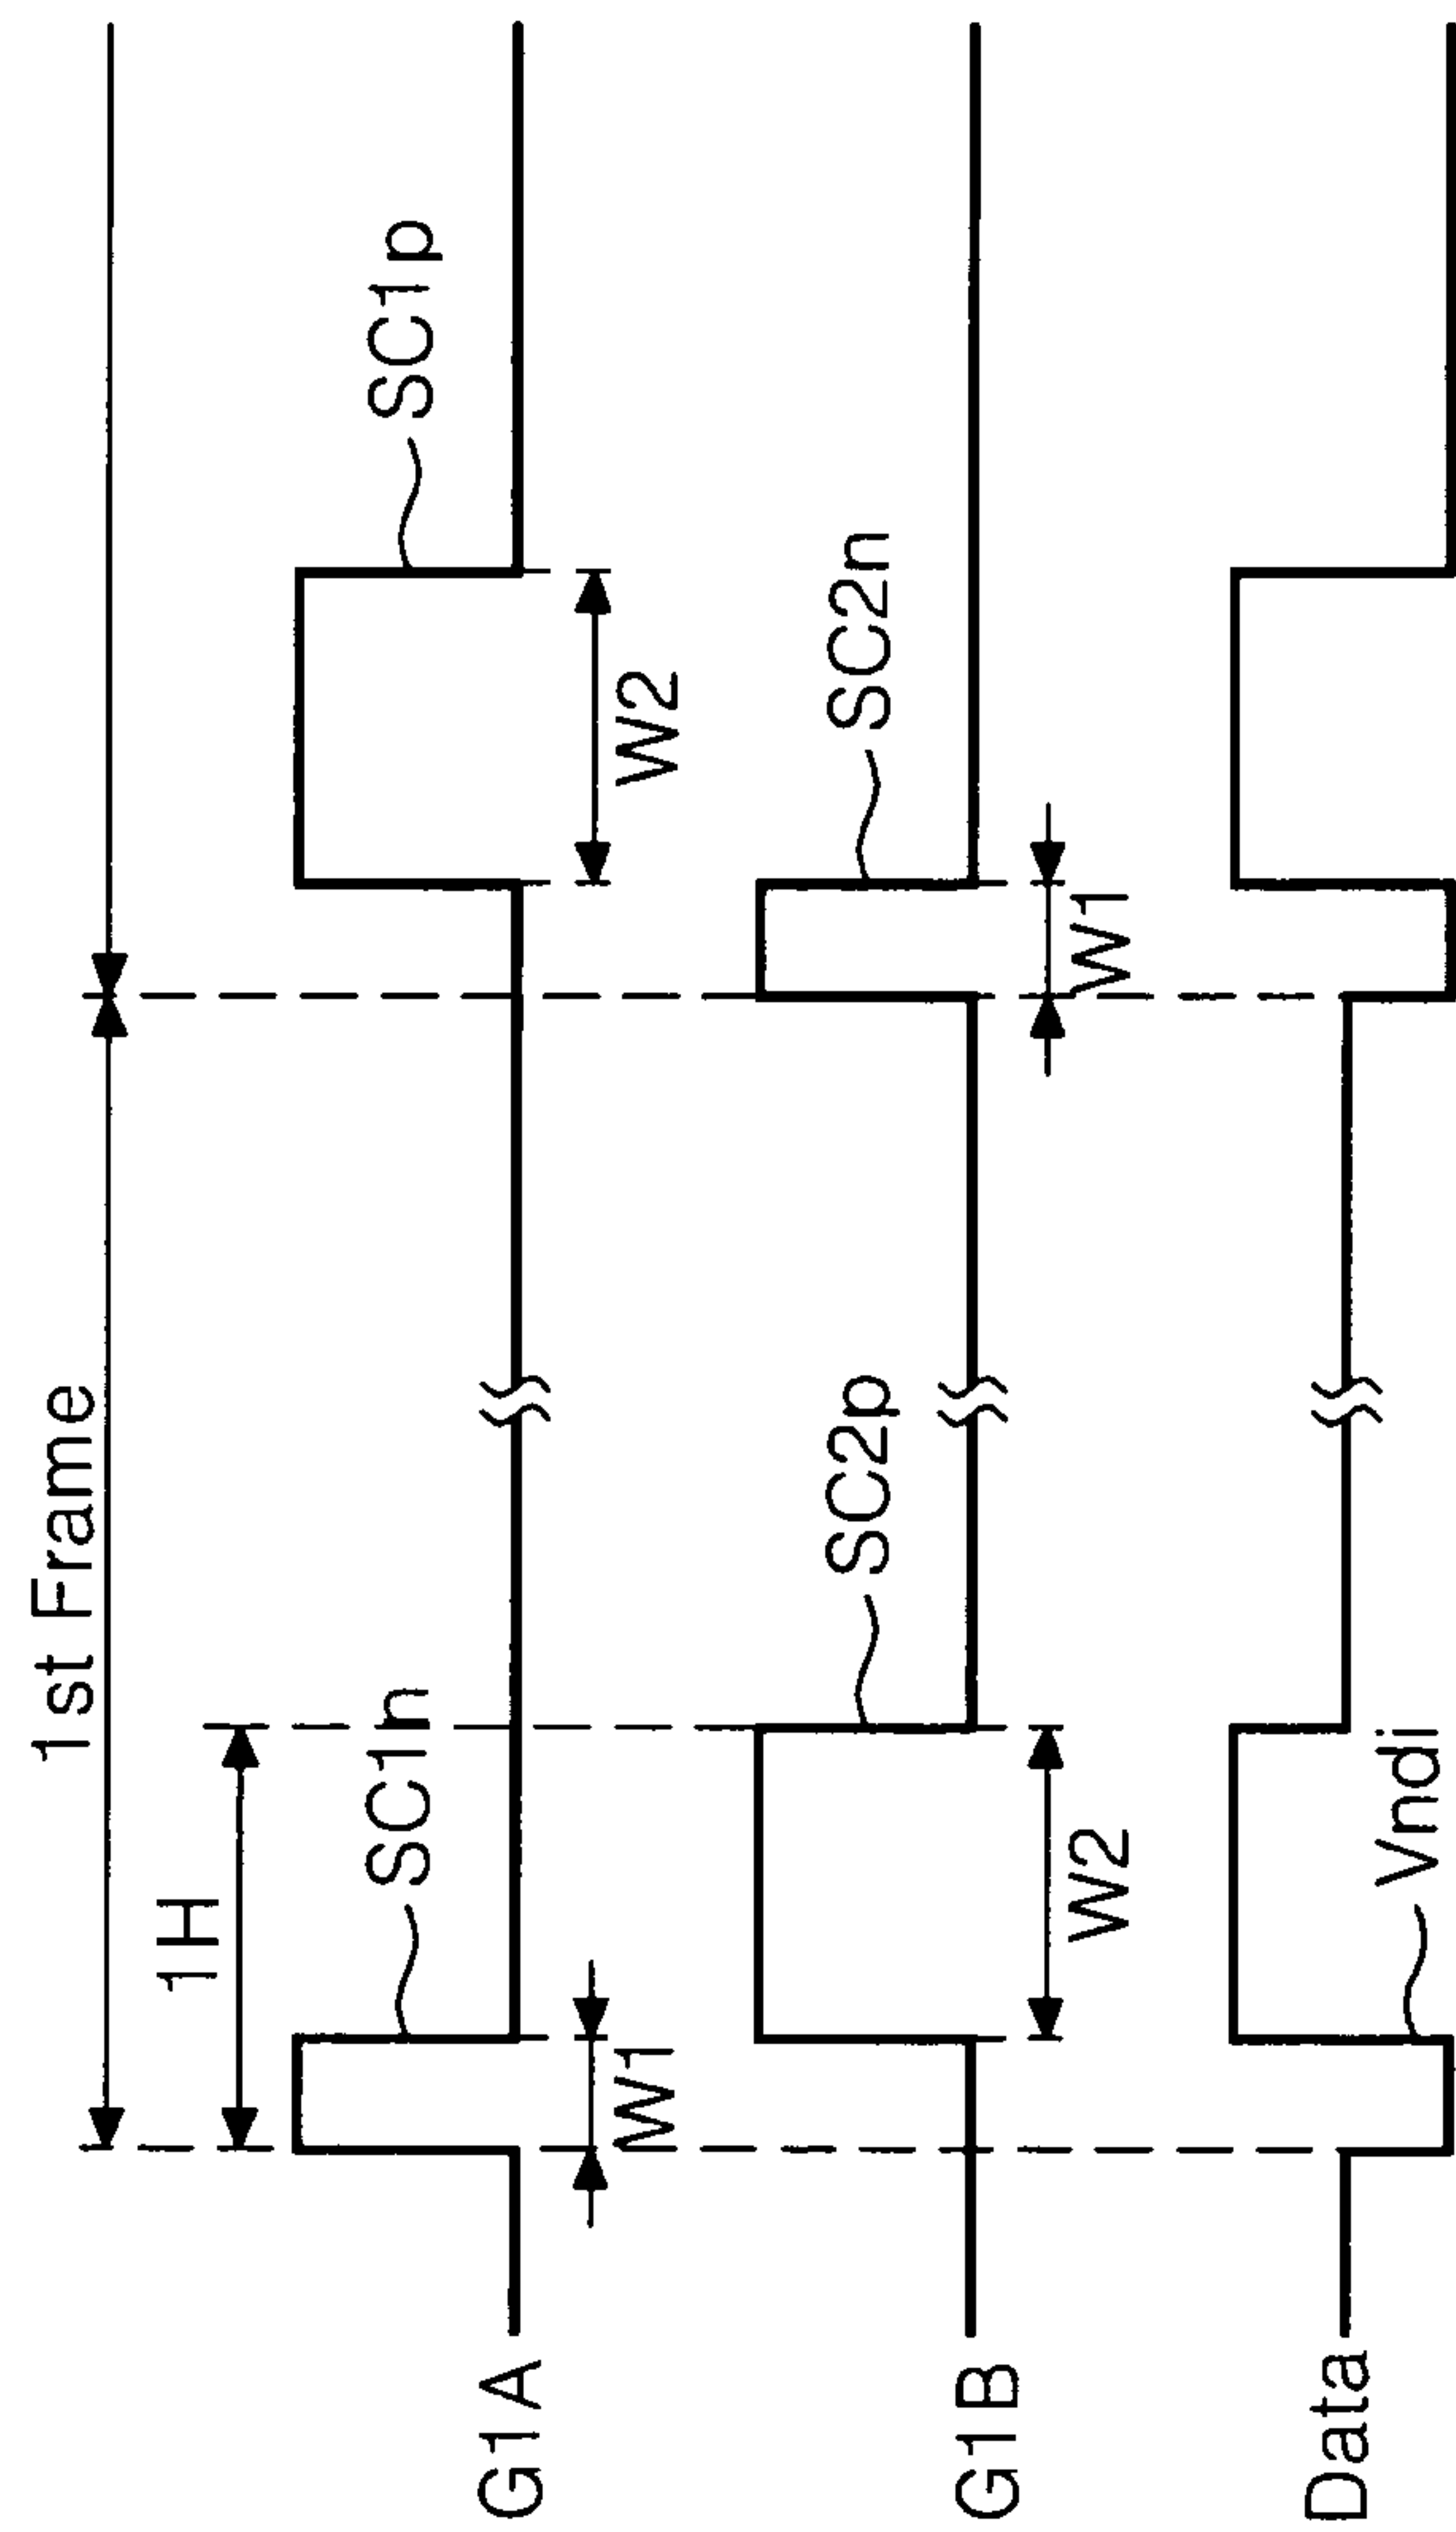 1st Frame
1H
SC1n
SC1p
W1
W2
G1A
SC2p
SC2n
W2
W1
G1B
Vndi
Data